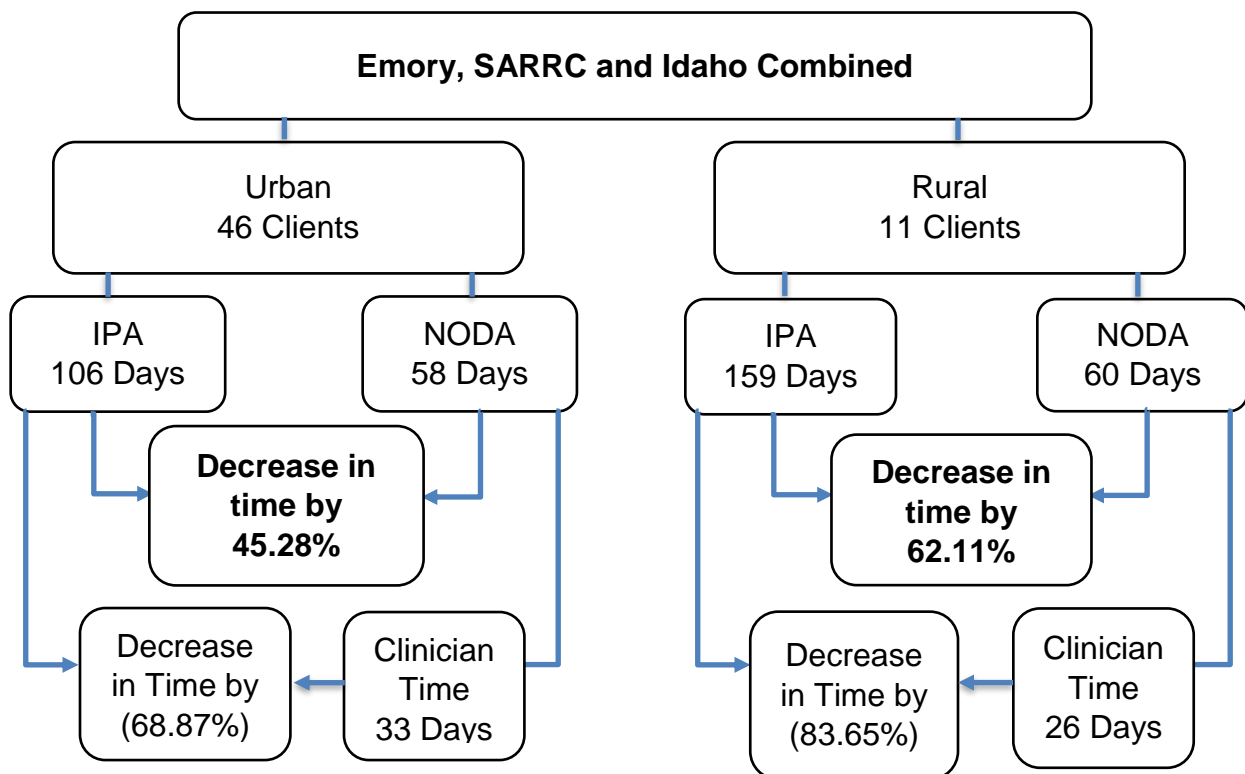 Emory, SARRC and Idaho Combined
Urban
46 Clients
Rural
11 Clients
IPA
106 Days
NODA
58 Days
IPA
159 Days
NODA
60 Days
Decrease in
time by
45.28%
Decrease in
time by
62.11%
Decrease
in Time by
(68.87%)
Clinician
Time
33 Days
Decrease
in Time by
(83.65%)
Clinician
Time
26 Days